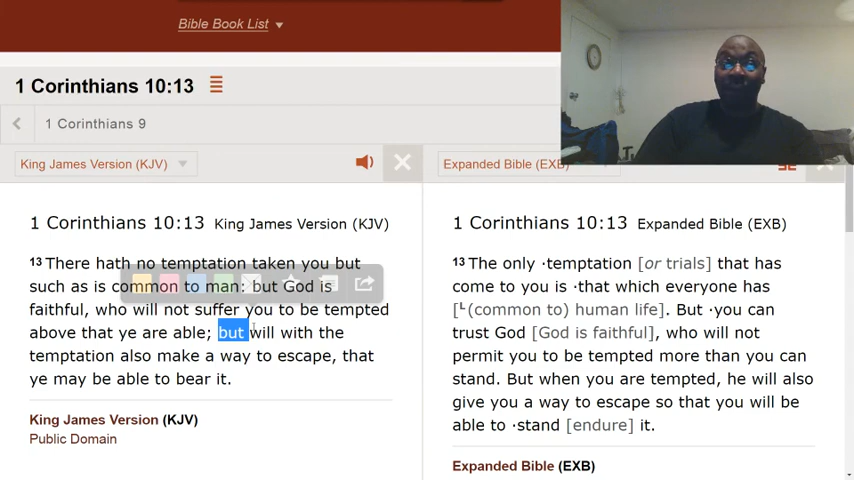 Bible Book List
1 Corinthians 10:13
1 Corinthians 9
King James Version (KJV)
Expanded Bible (EXB)
1 Corinthians 10:13 King James Version (KJV)
13 There hath no temptation taken you but
such as is common to man: but God is
faithful, who will not suffer you to be tempted
above that ye are able; but will with the
temptation also make a way to escape, that
ye may be able to bear it.
King James Version (KJV)
Public Domain
1 Corinthians 10:13 Expanded Bible (EXB)
13 The only ·temptation [or trials] that has
come to you is ·that which everyone has
[L (common to) human life]. But ·you can
trust God [God is faithful], who will not
permit you to be tempted more than you can
stand. But when you are tempted, he will also
give you a way to escape so that you will be
able to ·stand [endure] it.
Expanded Bible (EXB)